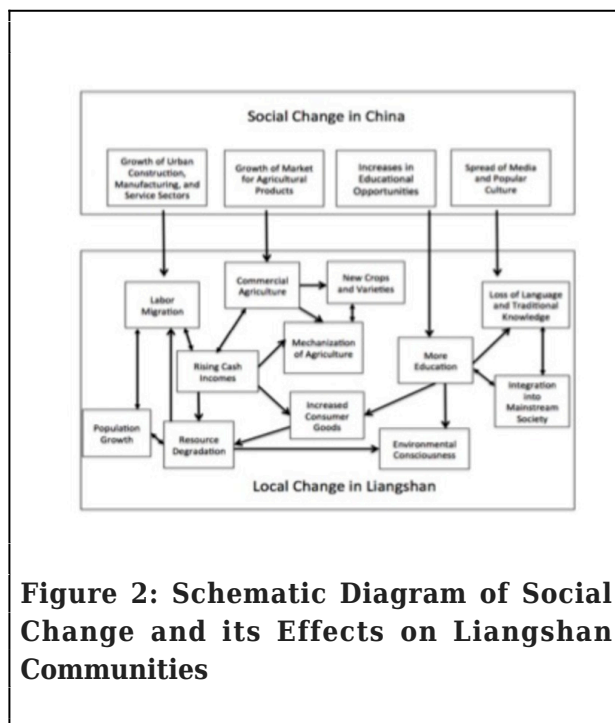 Social Change in China
Growth of Urban
Construction,
Manufacturing, and
Service Sectors
Growth of Market
for Agricultural
Products
Increases in
Educational
Opportunities
Spread of Media
and Popular
Culture
Commercial
Agriculture
New Crops
and Varieties
Labor
Migration
Loss of Language
and Traditional
Knowledge
Mechanization
of Agriculture
More
Education
Rising Cash
Incomes
Integration
into
Mainstream
Society
Increased
Consumer
Goods
Population
Growth
Resource
Degradation
Environmental
Consciousness
Local Change in Liangshan
Figure 2: Schematic Diagram of Social
Change and its Effects on Liangshan
Communities